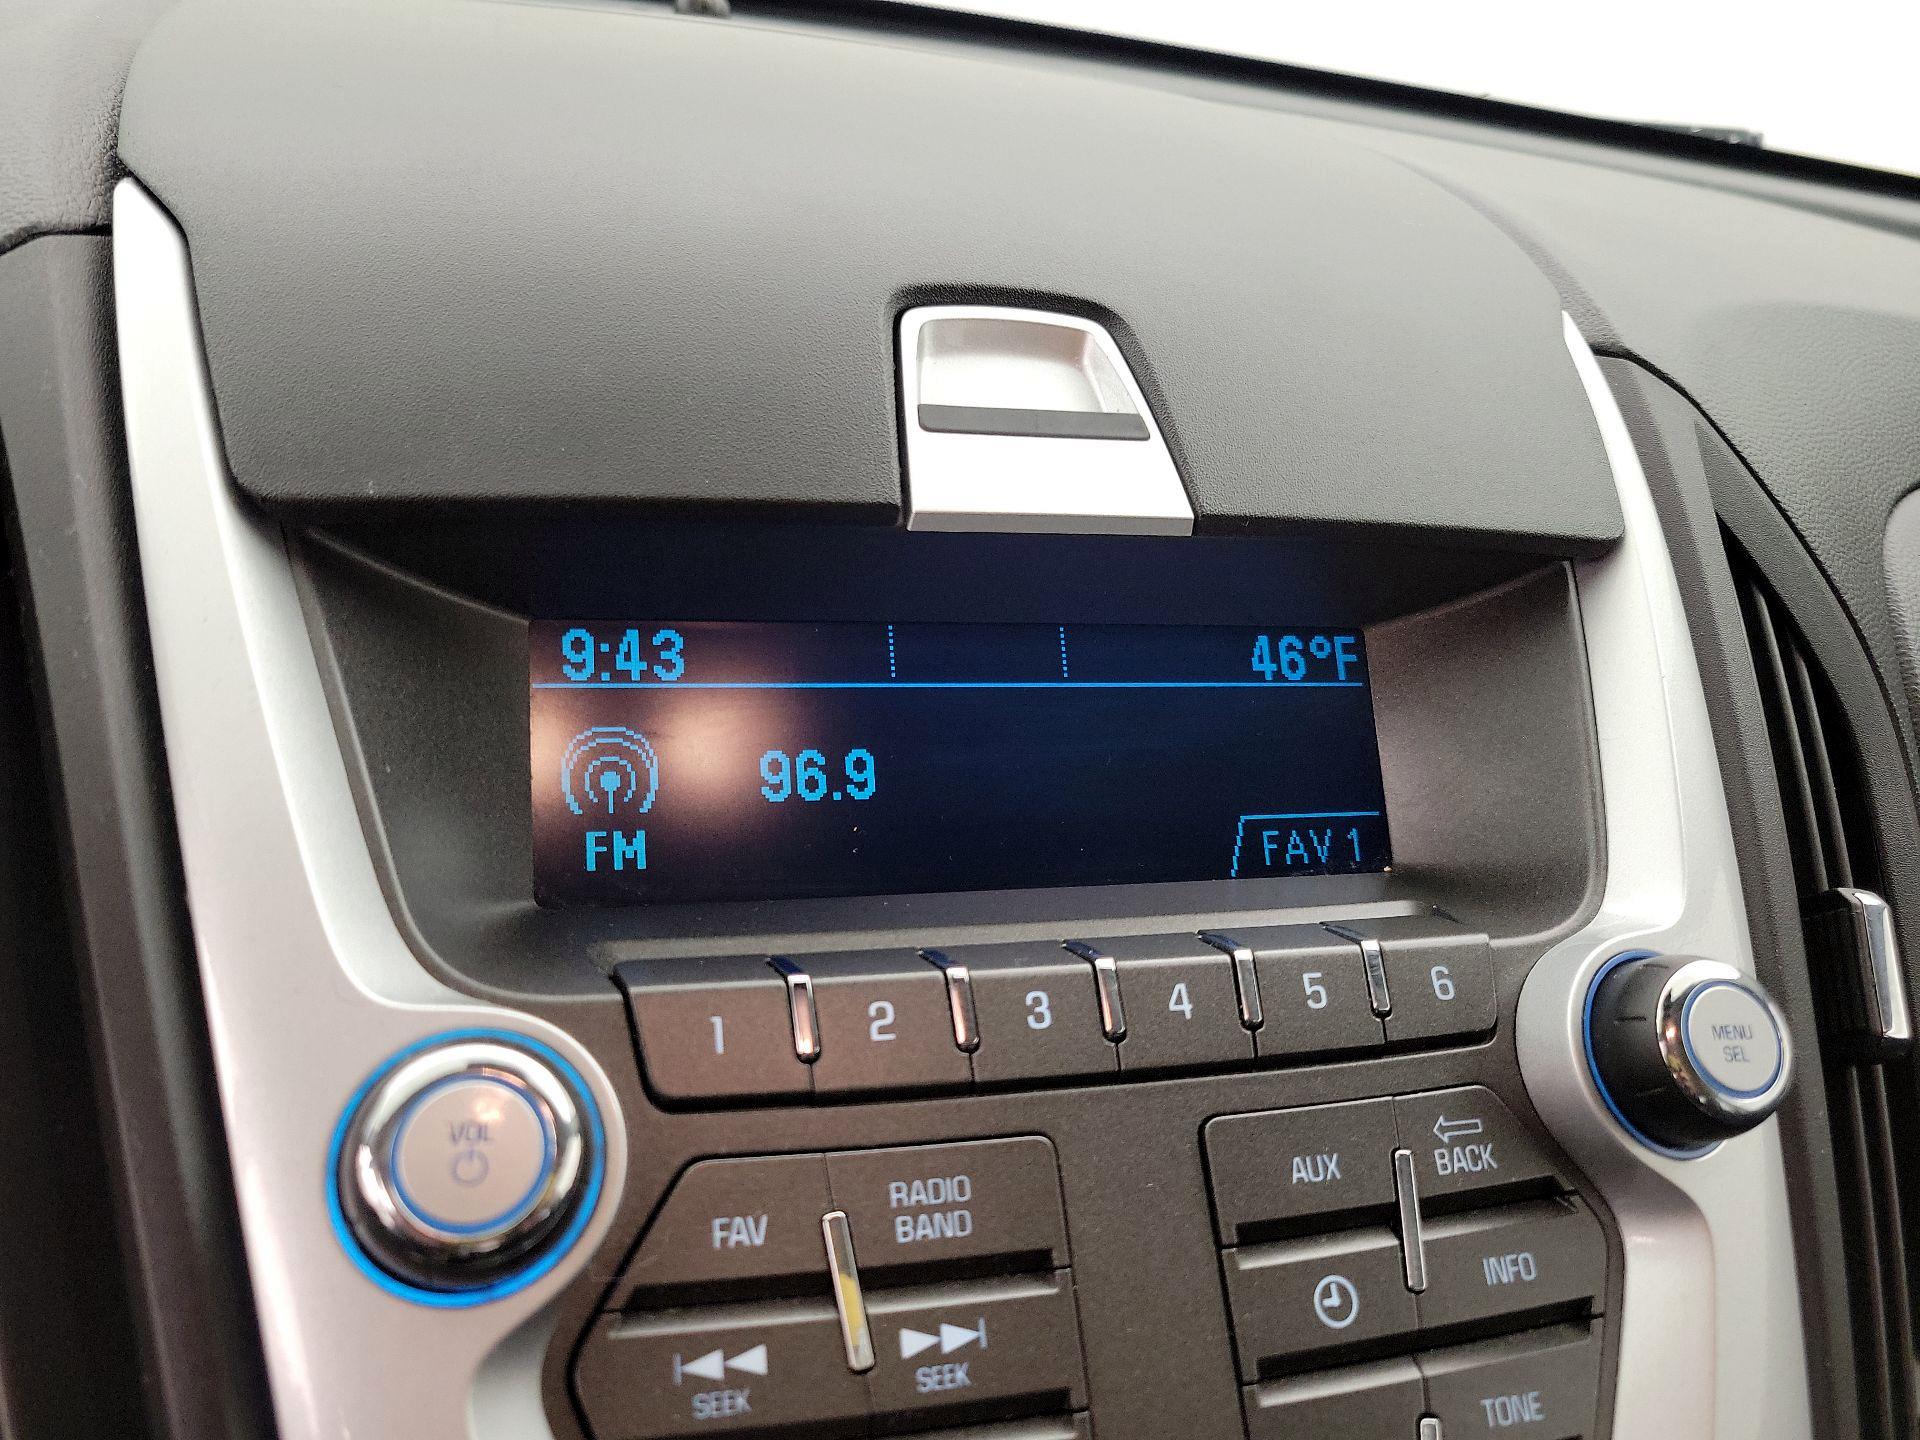 9:43
46°F
96.9
FM
FAV 1
1 2 3 4 5 6
VOL
MENU
SEL
FAV
RADIO
BAND
AUX
BACK
INFO
SEEK
SEEK
TONE